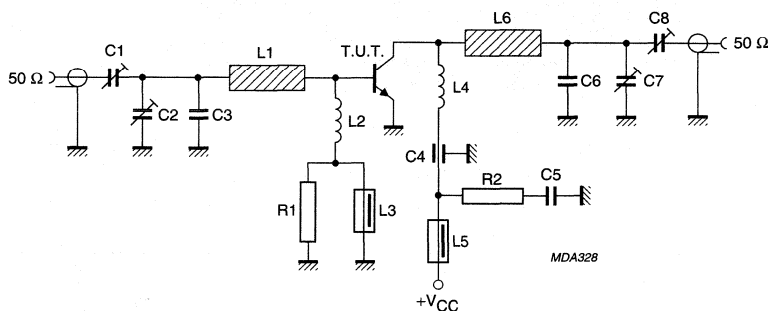 50 Ω
C1
C2
C3
L1
T.U.T.
L2
R1
L3
L4
C4
R2
C5
L5
+VCC
L6
C6
C7
C8
50 Ω
MDA328